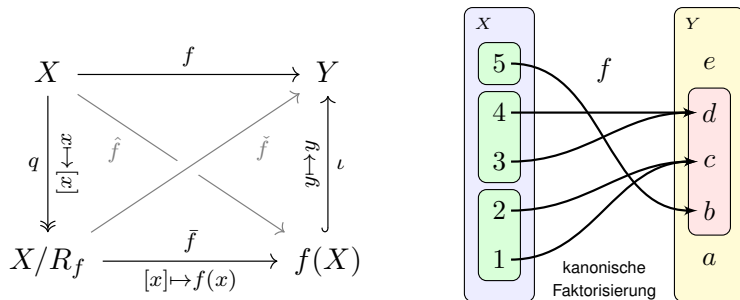 X f Y
q x↦[x] f̂ f̌ y↦y ι
X/R_f f̄ f(X)
[x]↦f(x)
X
5
4
3
2
1
f
Y
e
d
c
b
a
kanonische
Faktorisierung